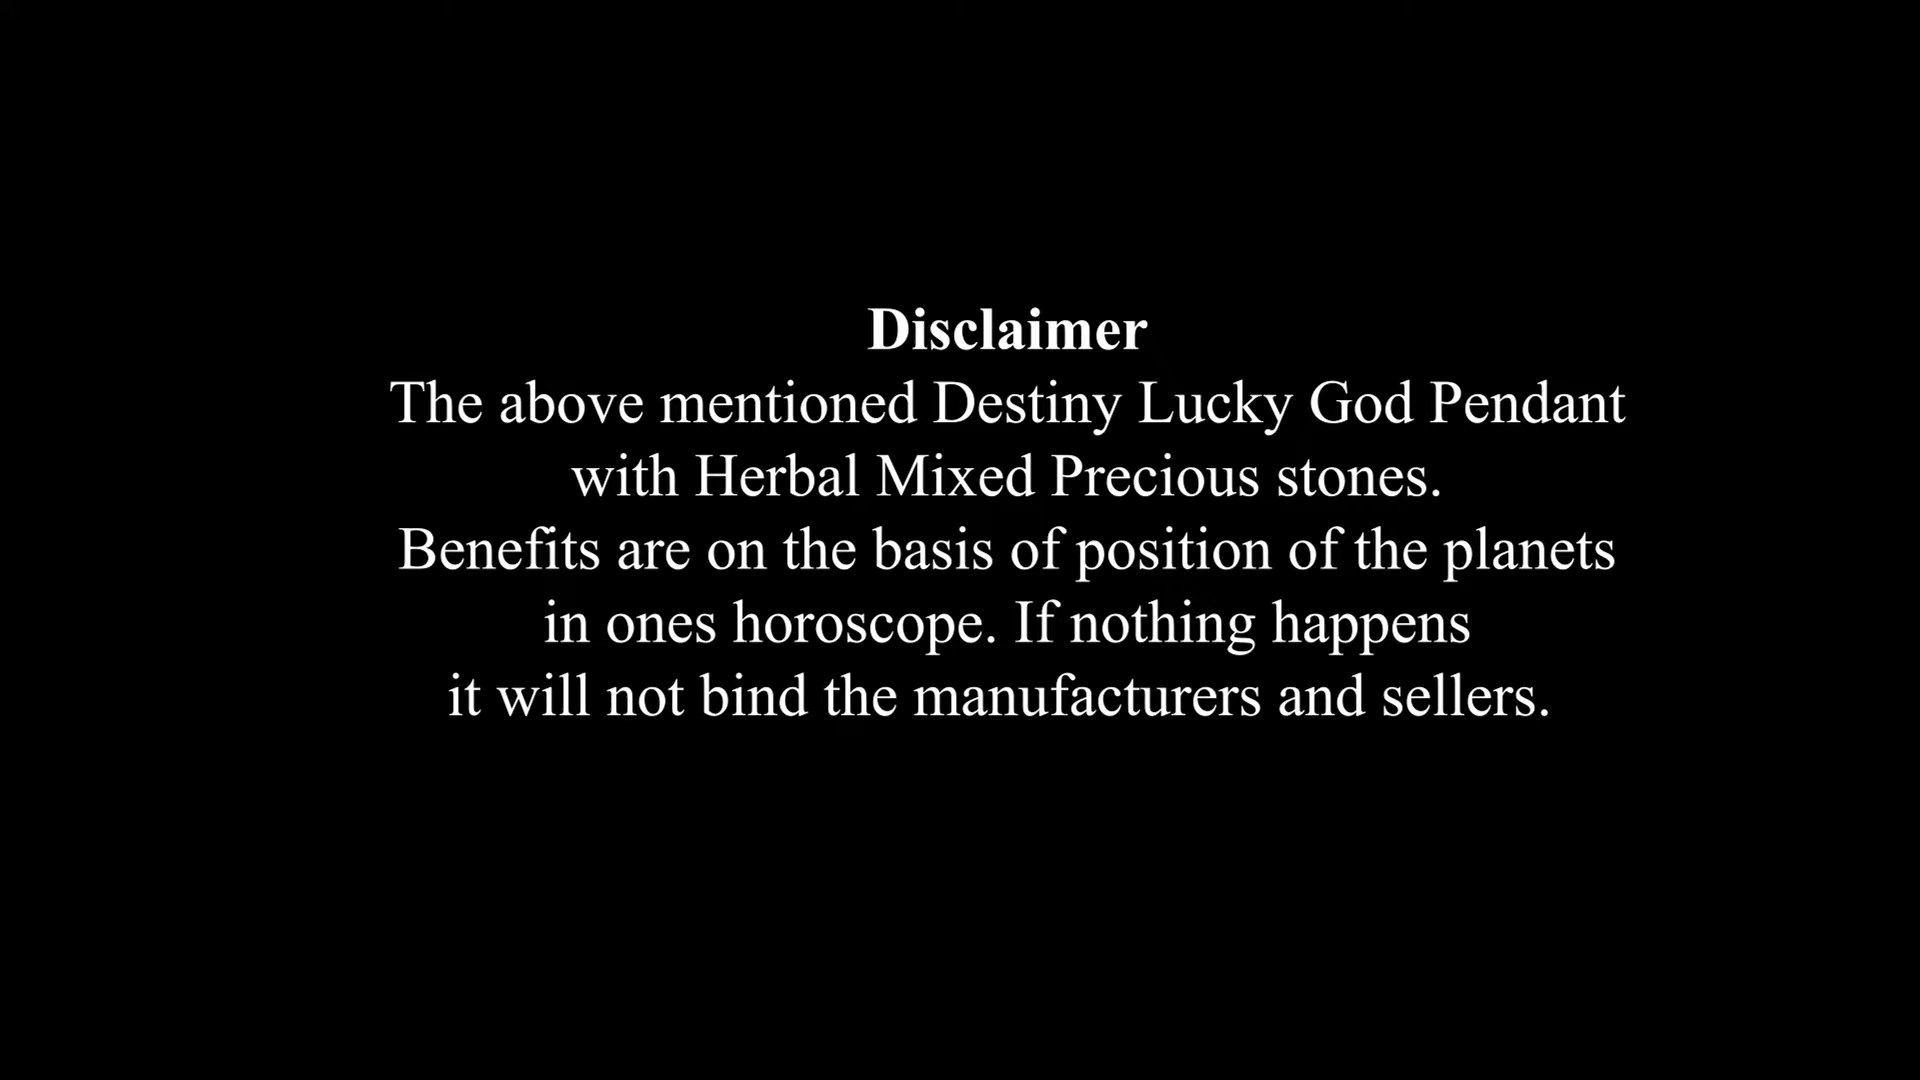 Disclaimer
The above mentioned Destiny Lucky God Pendant
with Herbal Mixed Precious stones.
Benefits are on the basis of position of the planets
in ones horoscope. If nothing happens
it will not bind the manufacturers and sellers.